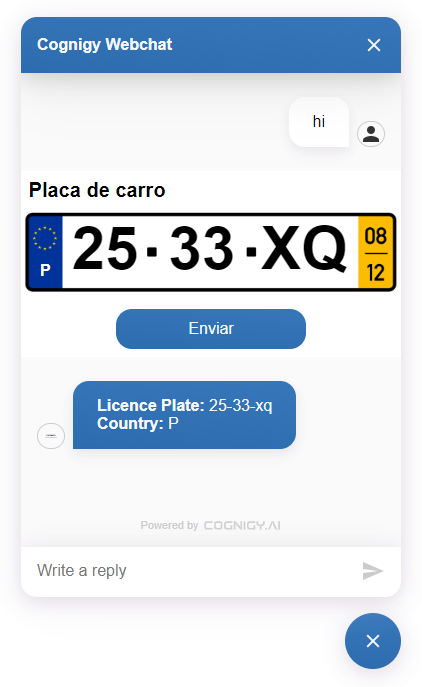 Cognigy Webchat
hi
Placa de carro
P 25·33·XQ 08 12
Enviar
Licence Plate: 25-33-xq
Country: P
Powered by COGNIGY.AI
Write a reply